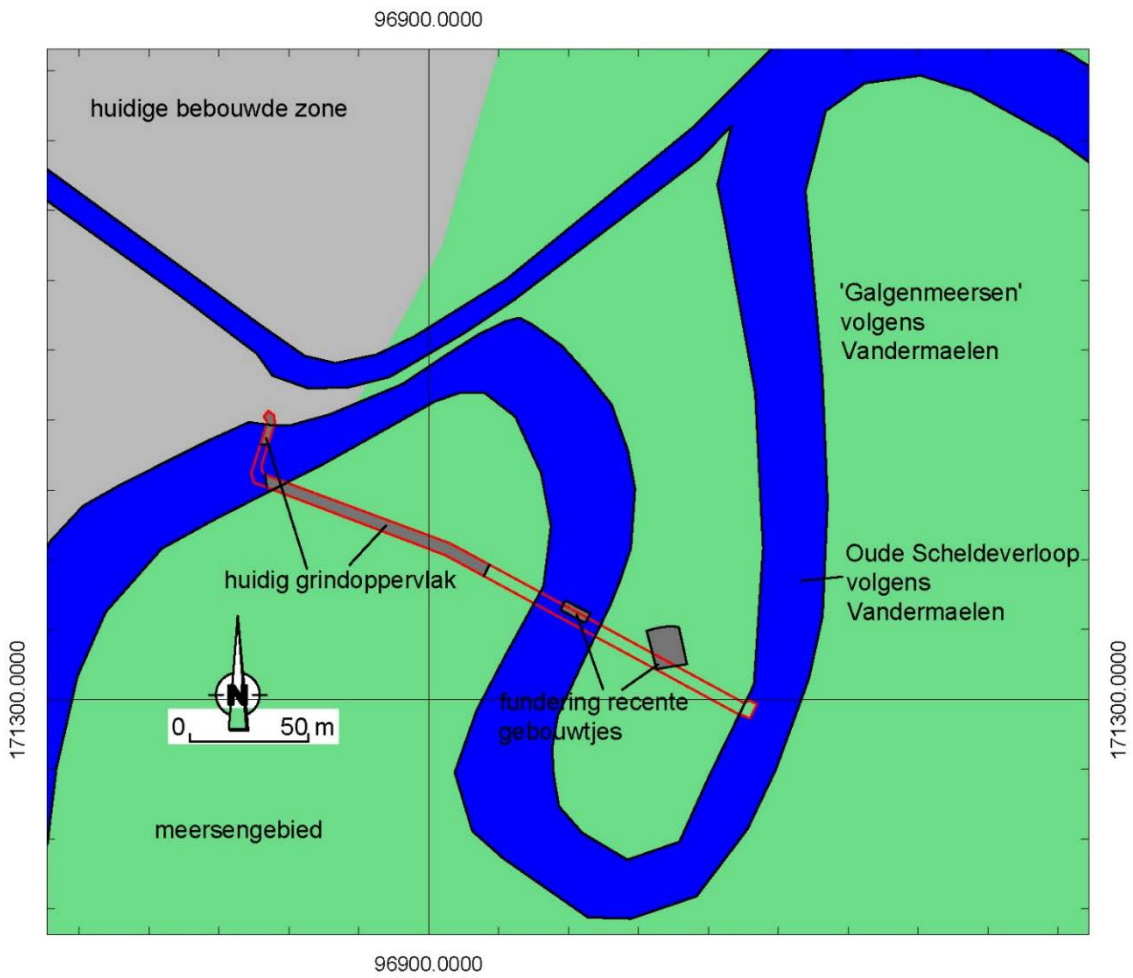 96900.0000
huidige bebouwde zone
'Galgenmeersen'
volgens
Vandermaelen
huidig grindoppervlak
Oude Scheldeverloop
volgens
Vandermaelen
171300.0000
171300.0000
N
0 50 m
fundering recente
gebouwtjes
meersengebied
96900.0000